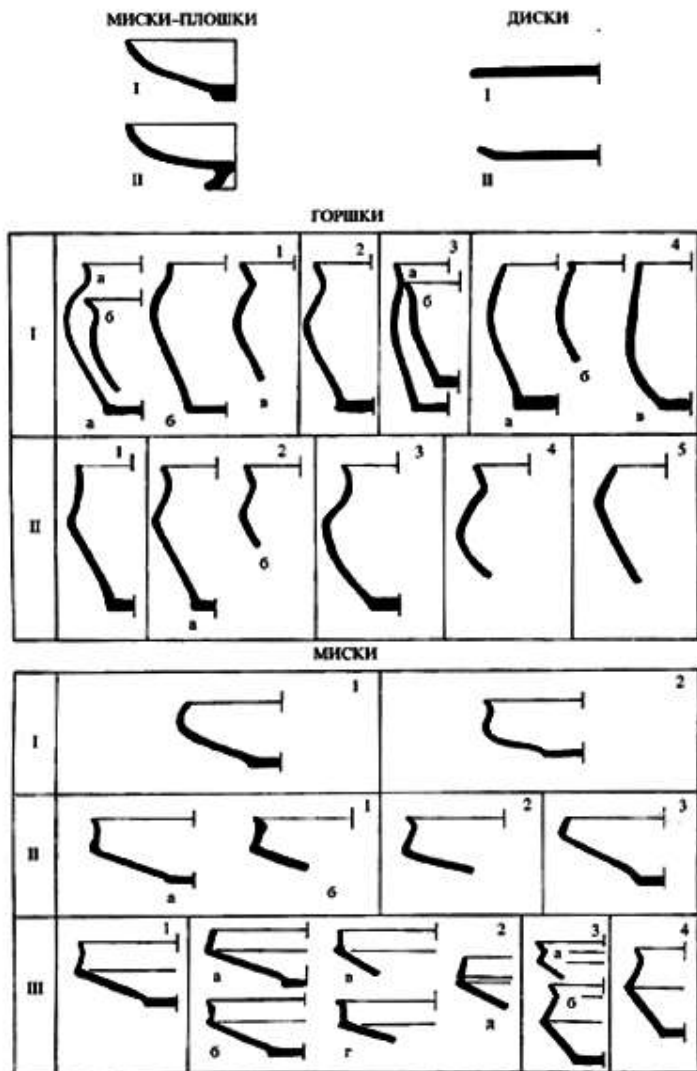 МИСКИ-ПЛОШКИ ДИСКИ
I I
II II
ГОРШКИ
I 1 2 3 4
а б а б
а б в а б в
II 1 2 3 4 5
а б
МИСКИ
I 1 2
II 1 2 3
а б
III 1 2 3 4
а в а
б г д б